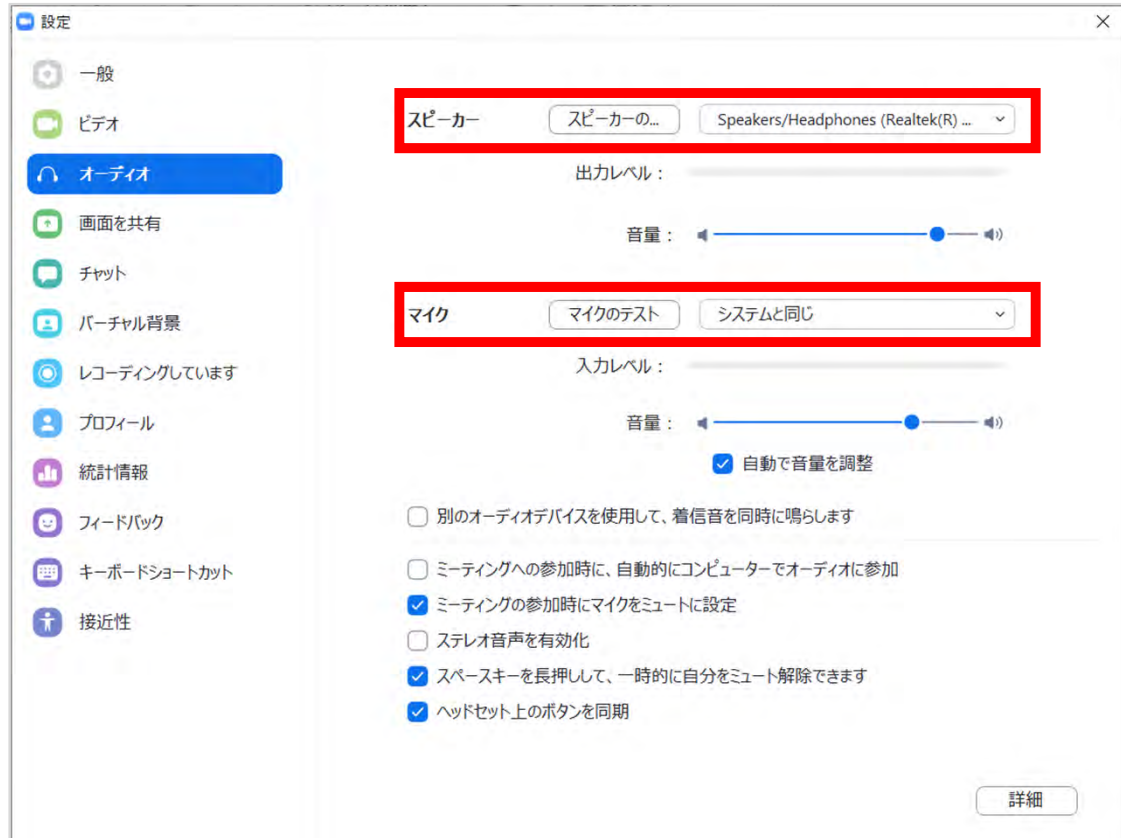 設定
一般
ビデオ
オーディオ
画面を共有
チャット
バーチャル背景
レコーディングしています
プロフィール
統計情報
フィードバック
キーボードショートカット
接近性
スピーカー スピーカーの... Speakers/Headphones (Realtek(R) ...
出力レベル：
音量：
マイク マイクのテスト システムと同じ
入力レベル：
音量：
自動で音量を調整
別のオーディオデバイスを使用して、着信音を同時に鳴らします
ミーティングへの参加時に、自動的にコンピューターでオーディオに参加
ミーティングの参加時にマイクをミュートに設定
ステレオ音声を有効化
スペースキーを長押しして、一時的に自分をミュート解除できます
ヘッドセット上のボタンを同期
詳細